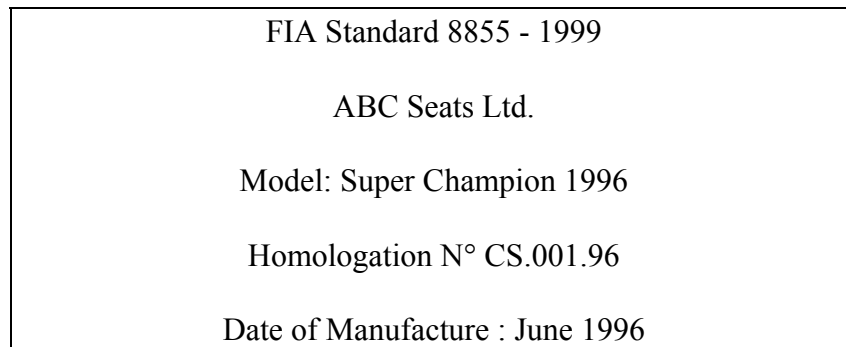 FIA Standard 8855 - 1999
ABC Seats Ltd.
Model: Super Champion 1996
Homologation N° CS.001.96
Date of Manufacture : June 1996